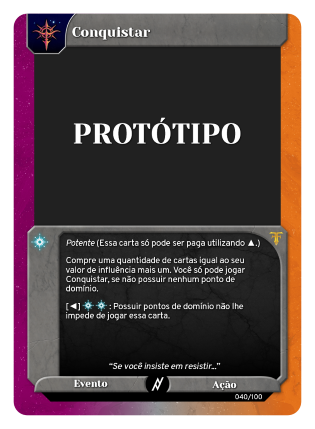 Conquistar
PROTÓTIPO
Potente (Essa carta só pode ser paga utilizando ▲.)
Compre uma quantidade de cartas igual ao seu
valor de influência mais um. Você só pode jogar
Conquistar, se não possuir nenhum ponto de
domínio.
[◄] : Possuir pontos de domínio não lhe
impede de jogar essa carta.
“Se você insiste em resistir...”
Evento
Ação
040/100